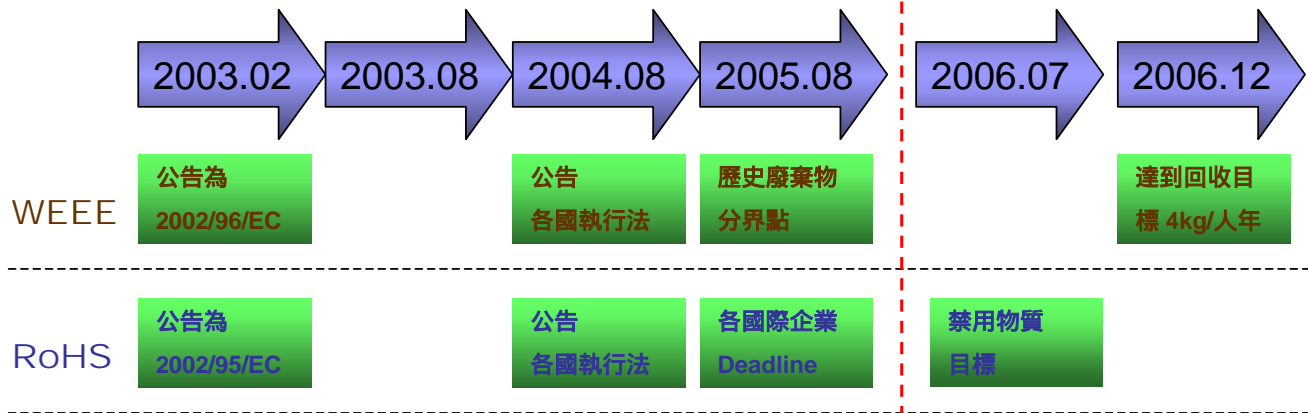 2003.02 2003.08 2004.08 2005.08 2006.07 2006.12
WEEE
公告為
2002/96/EC
公告
各國執行法
歷史廢棄物
分界點
達到回收目
標 4kg/人年
RoHS
公告為
2002/95/EC
公告
各國執行法
各國際企業
Deadline
禁用物質
目標